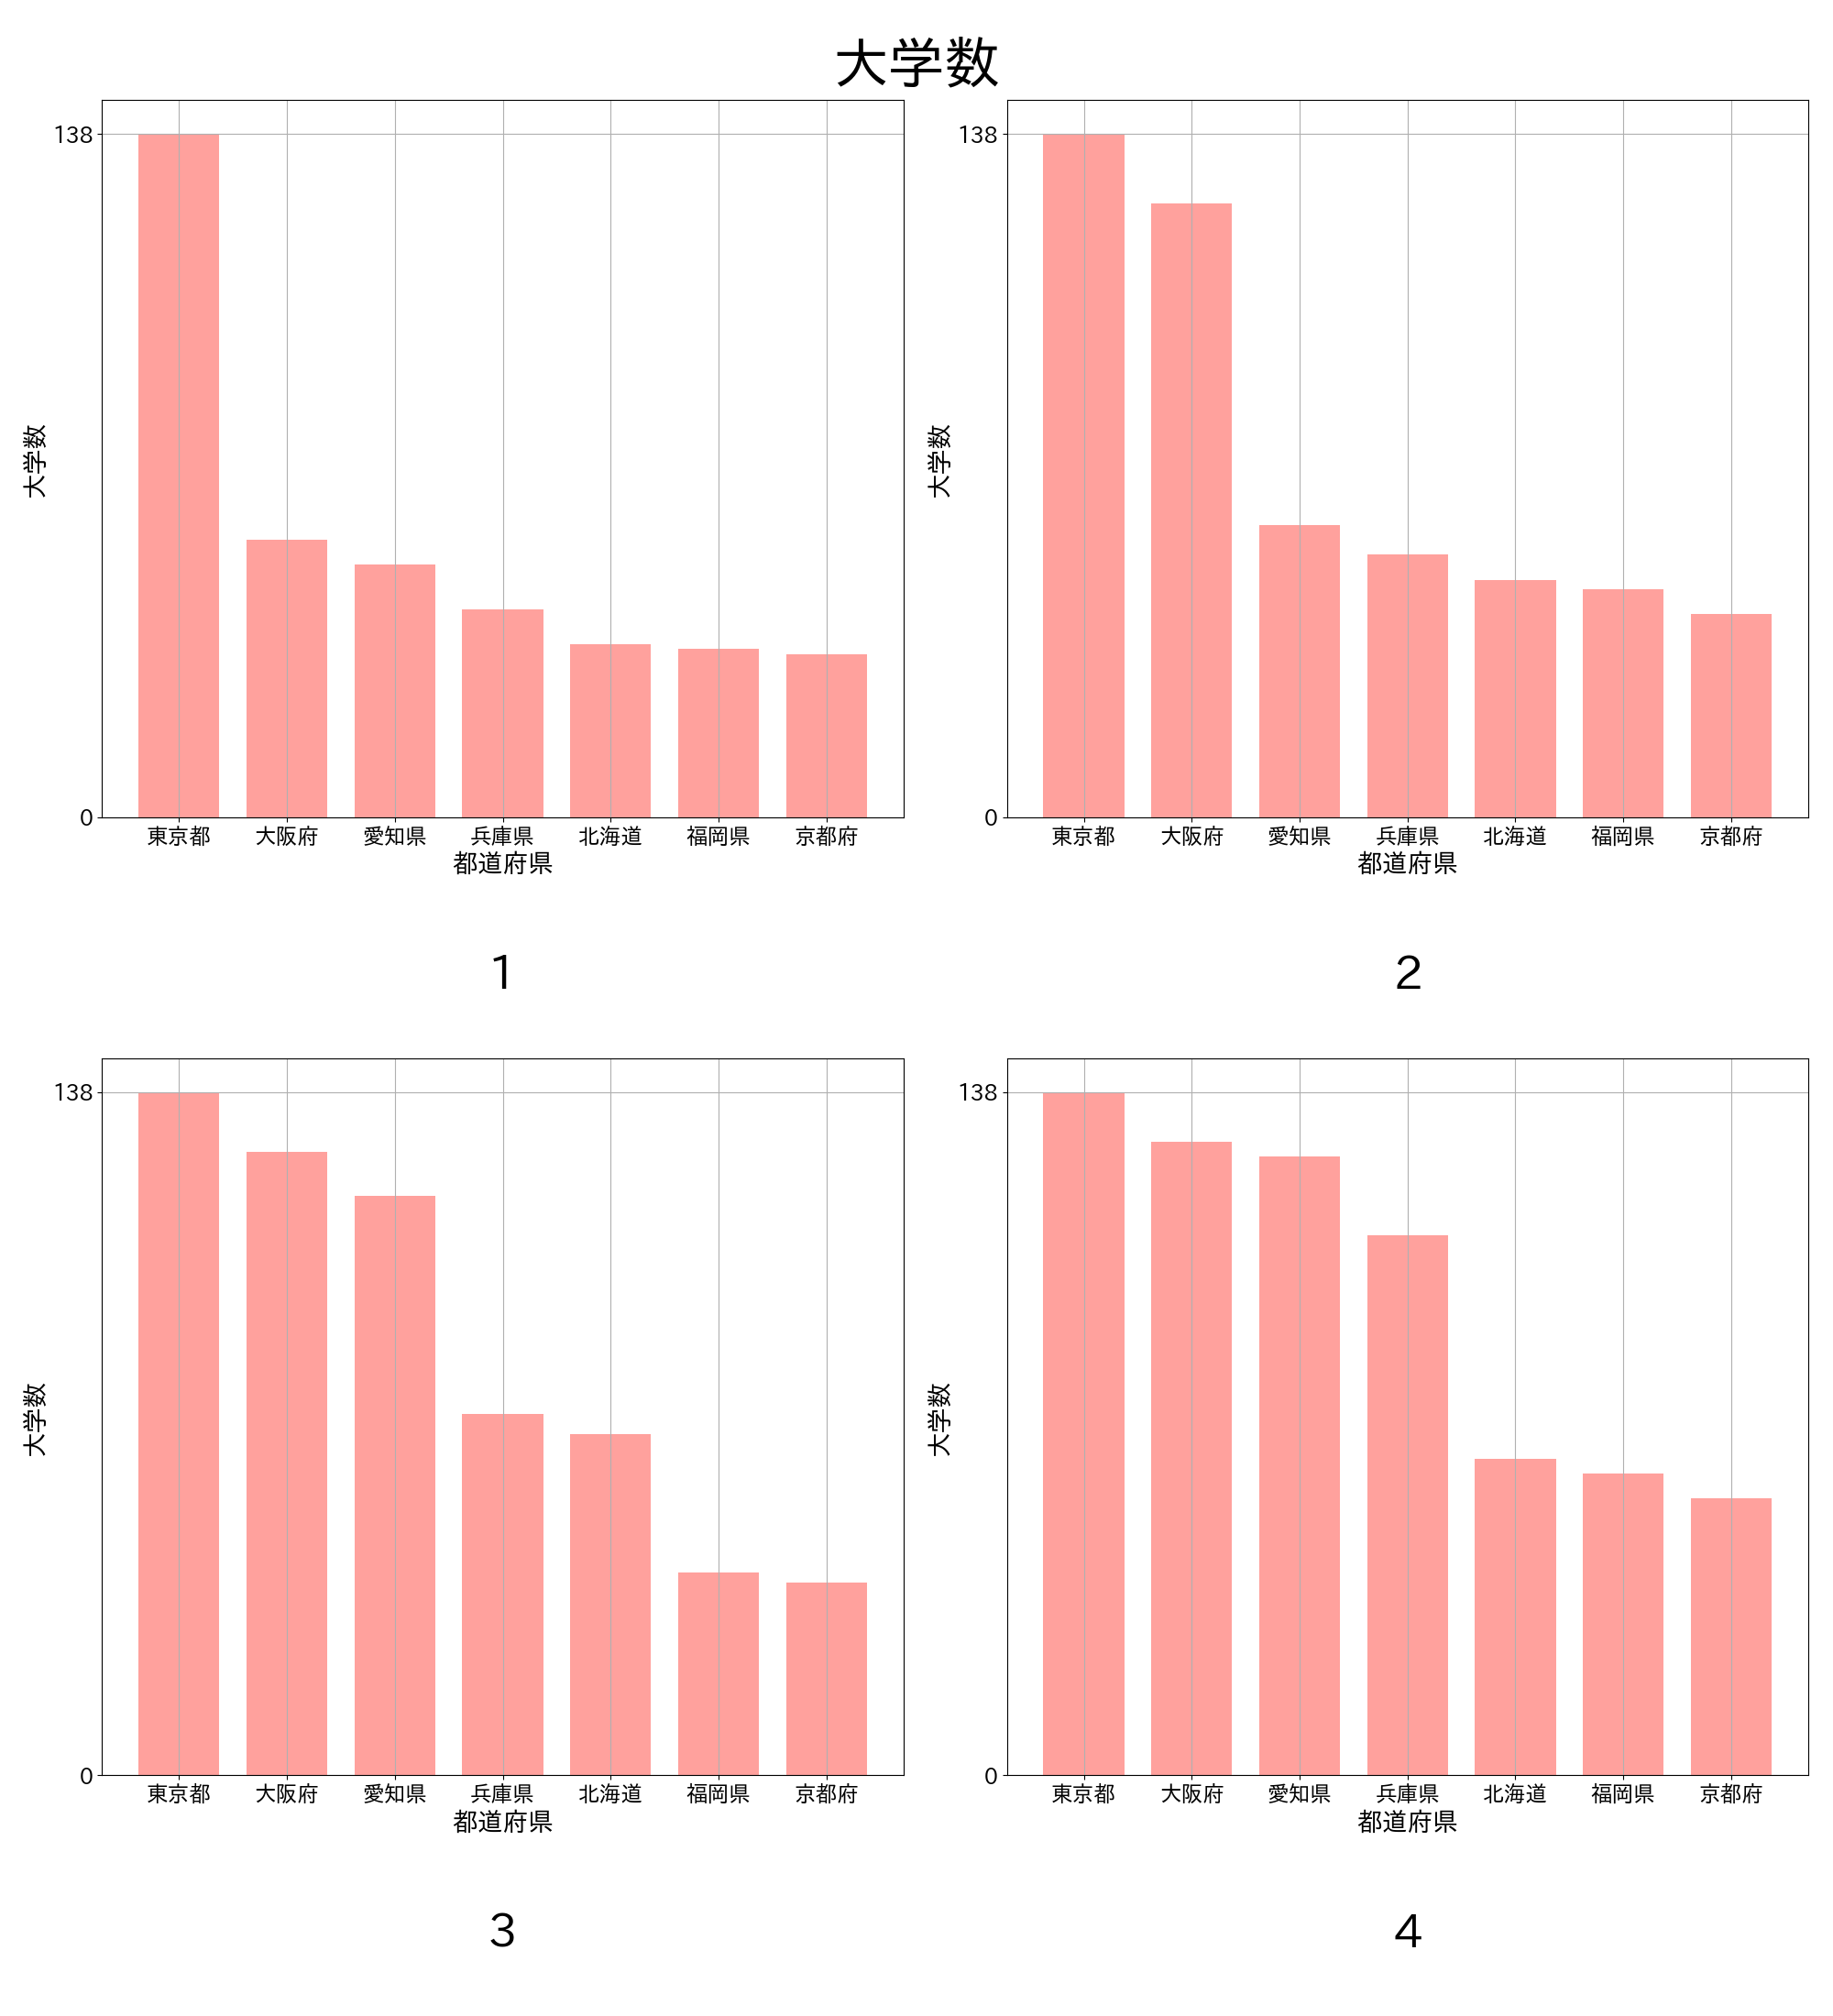 大学数
138
0
大学数
東京都 大阪府 愛知県 兵庫県 北海道 福岡県 京都府
都道府県
1
138
0
大学数
東京都 大阪府 愛知県 兵庫県 北海道 福岡県 京都府
都道府県
2
138
0
大学数
東京都 大阪府 愛知県 兵庫県 北海道 福岡県 京都府
都道府県
3
138
0
大学数
東京都 大阪府 愛知県 兵庫県 北海道 福岡県 京都府
都道府県
4